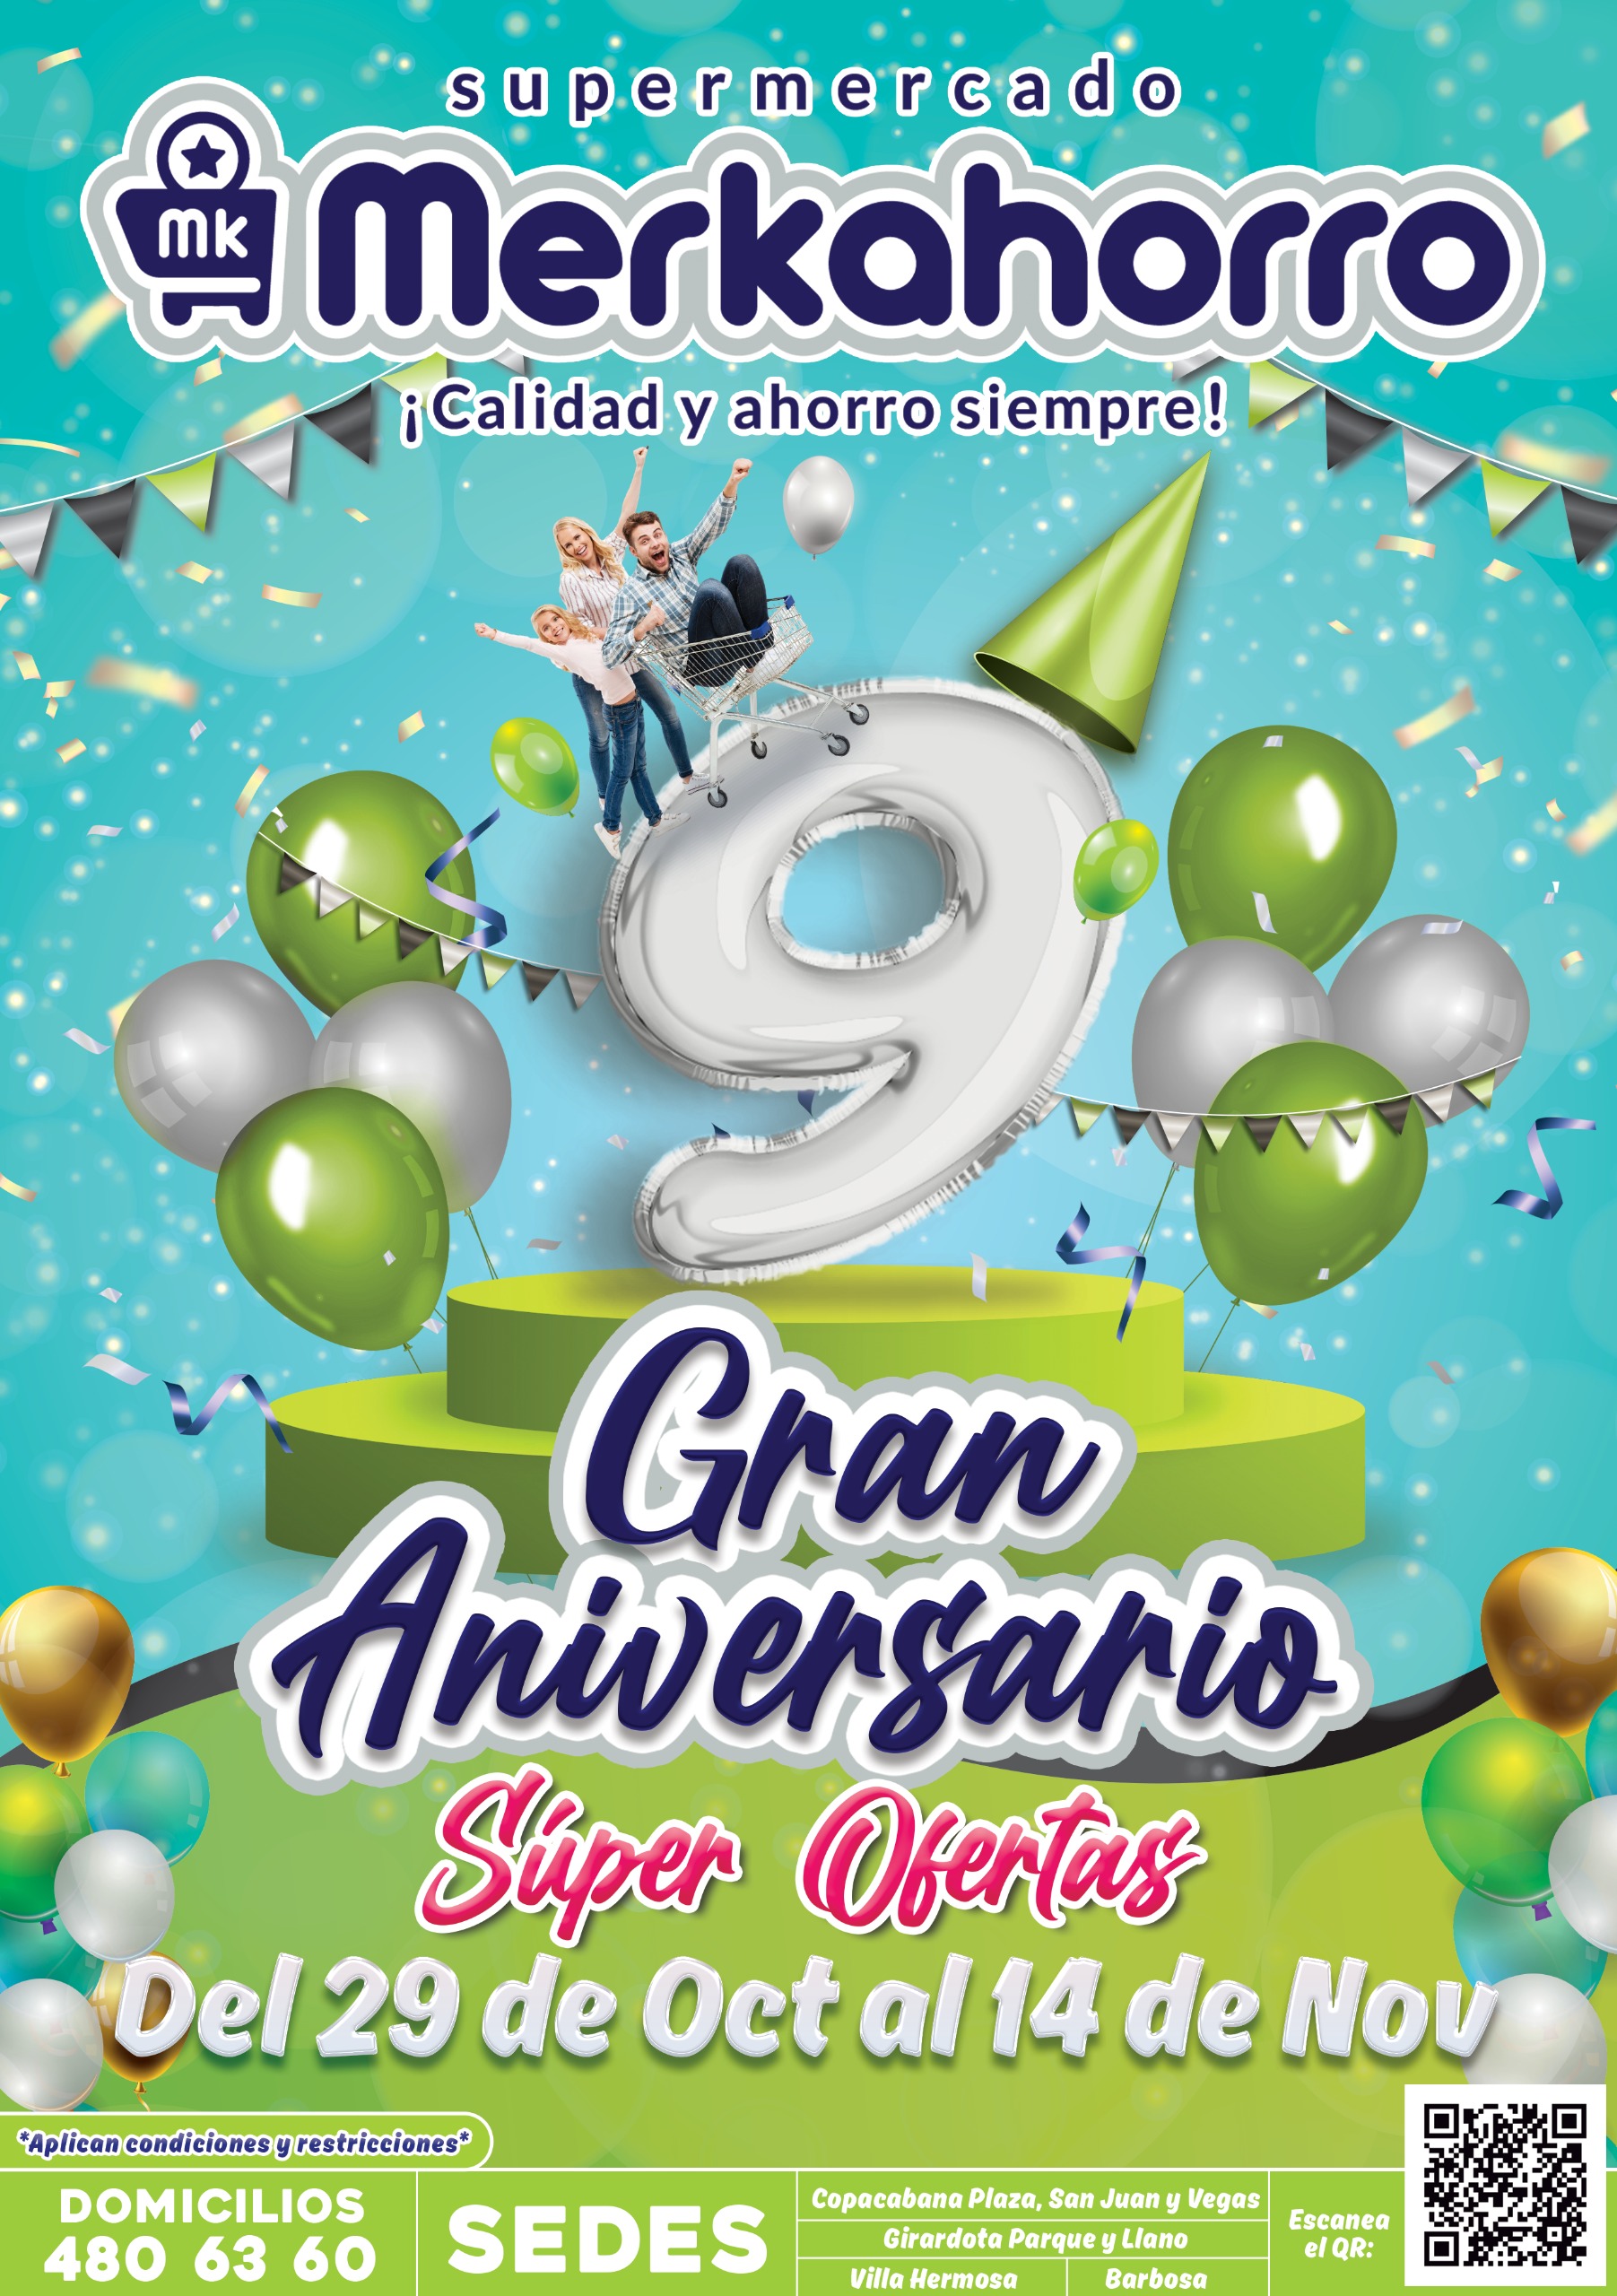 supermercado
mk
Merkahorro
¡Calidad y ahorro siempre!
9
Gran
Aniversario
Súper Ofertas
Del 29 de Oct al 14 de Nov
*Aplican condiciones y restricciones*
DOMICILIOS
480 63 60
SEDES
Copacabana Plaza, San Juan y Vegas
Girardota Parque y Llano
Villa Hermosa
Barbosa
Escanea
el QR: